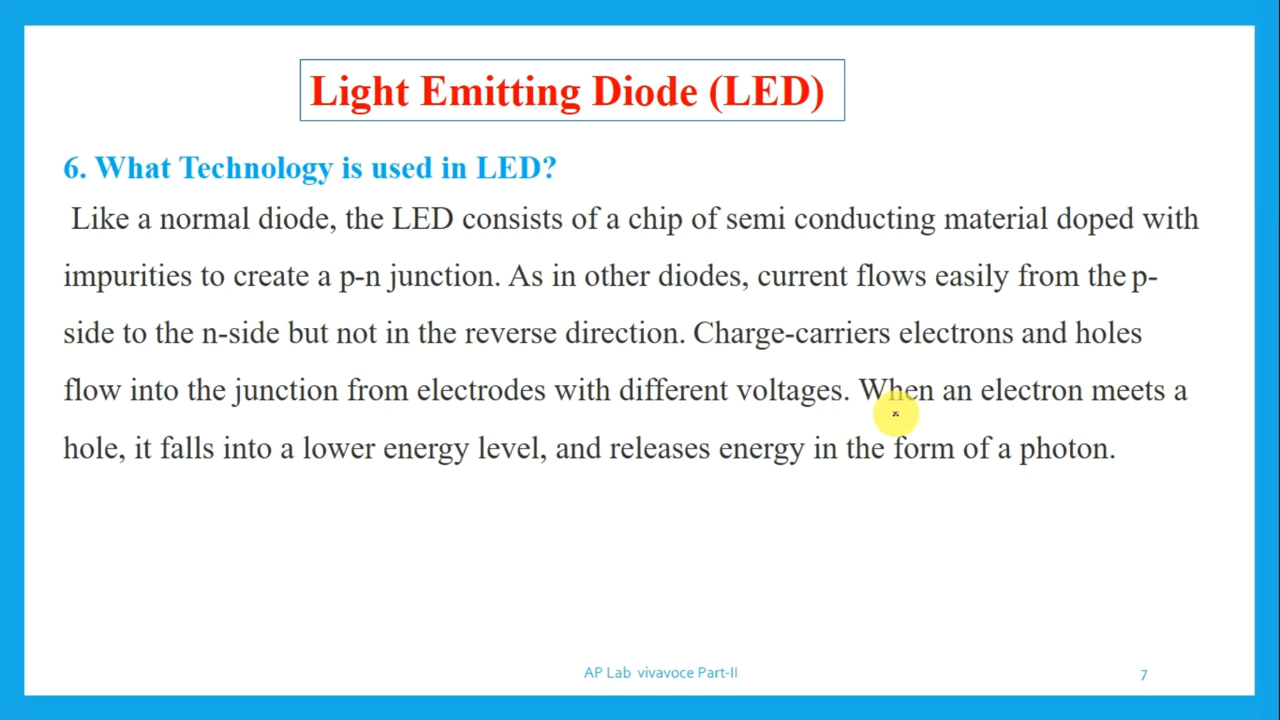 Light Emitting Diode (LED)
6. What Technology is used in LED?
Like a normal diode, the LED consists of a chip of semi conducting material doped with
impurities to create a p-n junction. As in other diodes, current flows easily from the p-
side to the n-side but not in the reverse direction. Charge-carriers electrons and holes
flow into the junction from electrodes with different voltages. When an electron meets a
hole, it falls into a lower energy level, and releases energy in the form of a photon.
AP Lab vivavoce Part-II
7